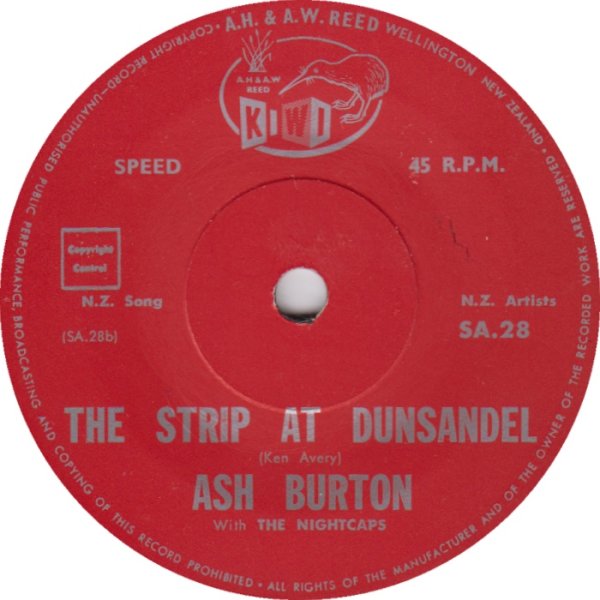 COPYRIGHT RECORD—UNAUTHORISED PUBLIC PERFORMANCE, BROADCASTING AND COPYING OF THIS RECORD PROHIBITED • ALL RIGHTS OF THE MANUFACTURER AND OF THE OWNER OF THE RECORDED WORK ARE RESERVED •
• A.H. & A.W. REED WELLINGTON NEW ZEALAND
A.H & A.W
REED
KIWI
SPEED 45 R.P.M.
Copyright
Control
N.Z. Song N.Z. Artists
(SA.28b) SA.28
THE STRIP AT DUNSANDEL
(Ken Avery)
ASH BURTON
With THE NIGHTCAPS